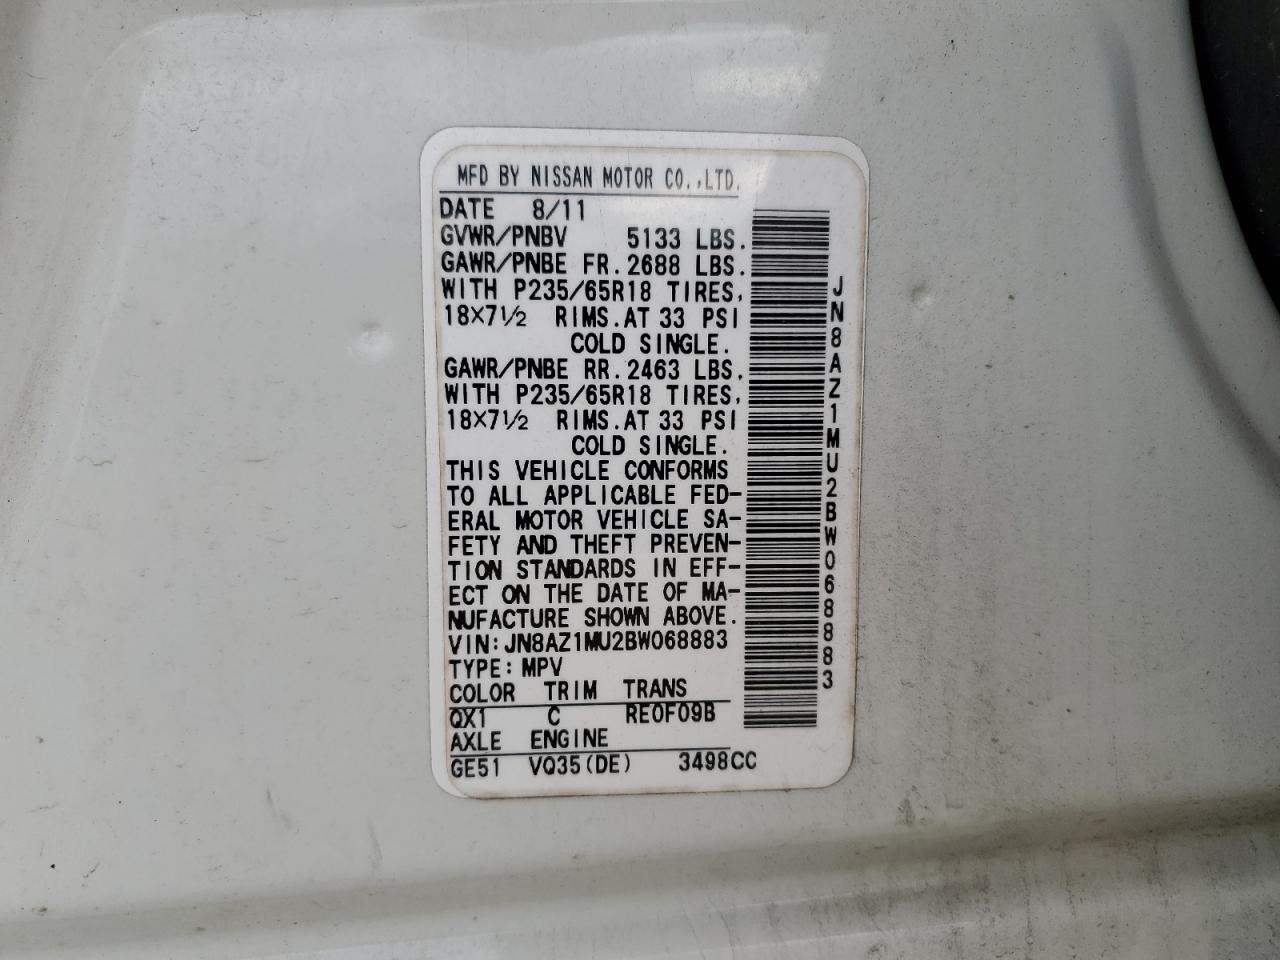 MFD BY NISSAN MOTOR CO.,LTD.
DATE 8/11
GVWR/PNBV 5133 LBS.
GAWR/PNBE FR.2688 LBS.
WITH P235/65R18 TIRES,
18×7½ RIMS.AT 33 PSI
COLD SINGLE.
GAWR/PNBE RR.2463 LBS.
WITH P235/65R18 TIRES,
18×7½ RIMS.AT 33 PSI
COLD SINGLE.
THIS VEHICLE CONFORMS
TO ALL APPLICABLE FED-
ERAL MOTOR VEHICLE SA-
FETY AND THEFT PREVEN-
TION STANDARDS IN EFF-
ECT ON THE DATE OF MA-
NUFACTURE SHOWN ABOVE.
VIN:JN8AZ1MU2BW068883
TYPE:MPV
COLOR TRIM TRANS
QX1 C RE0F09B
AXLE ENGINE
GE51 VQ35(DE) 3498CC
JN8AZ1MU2BW068883